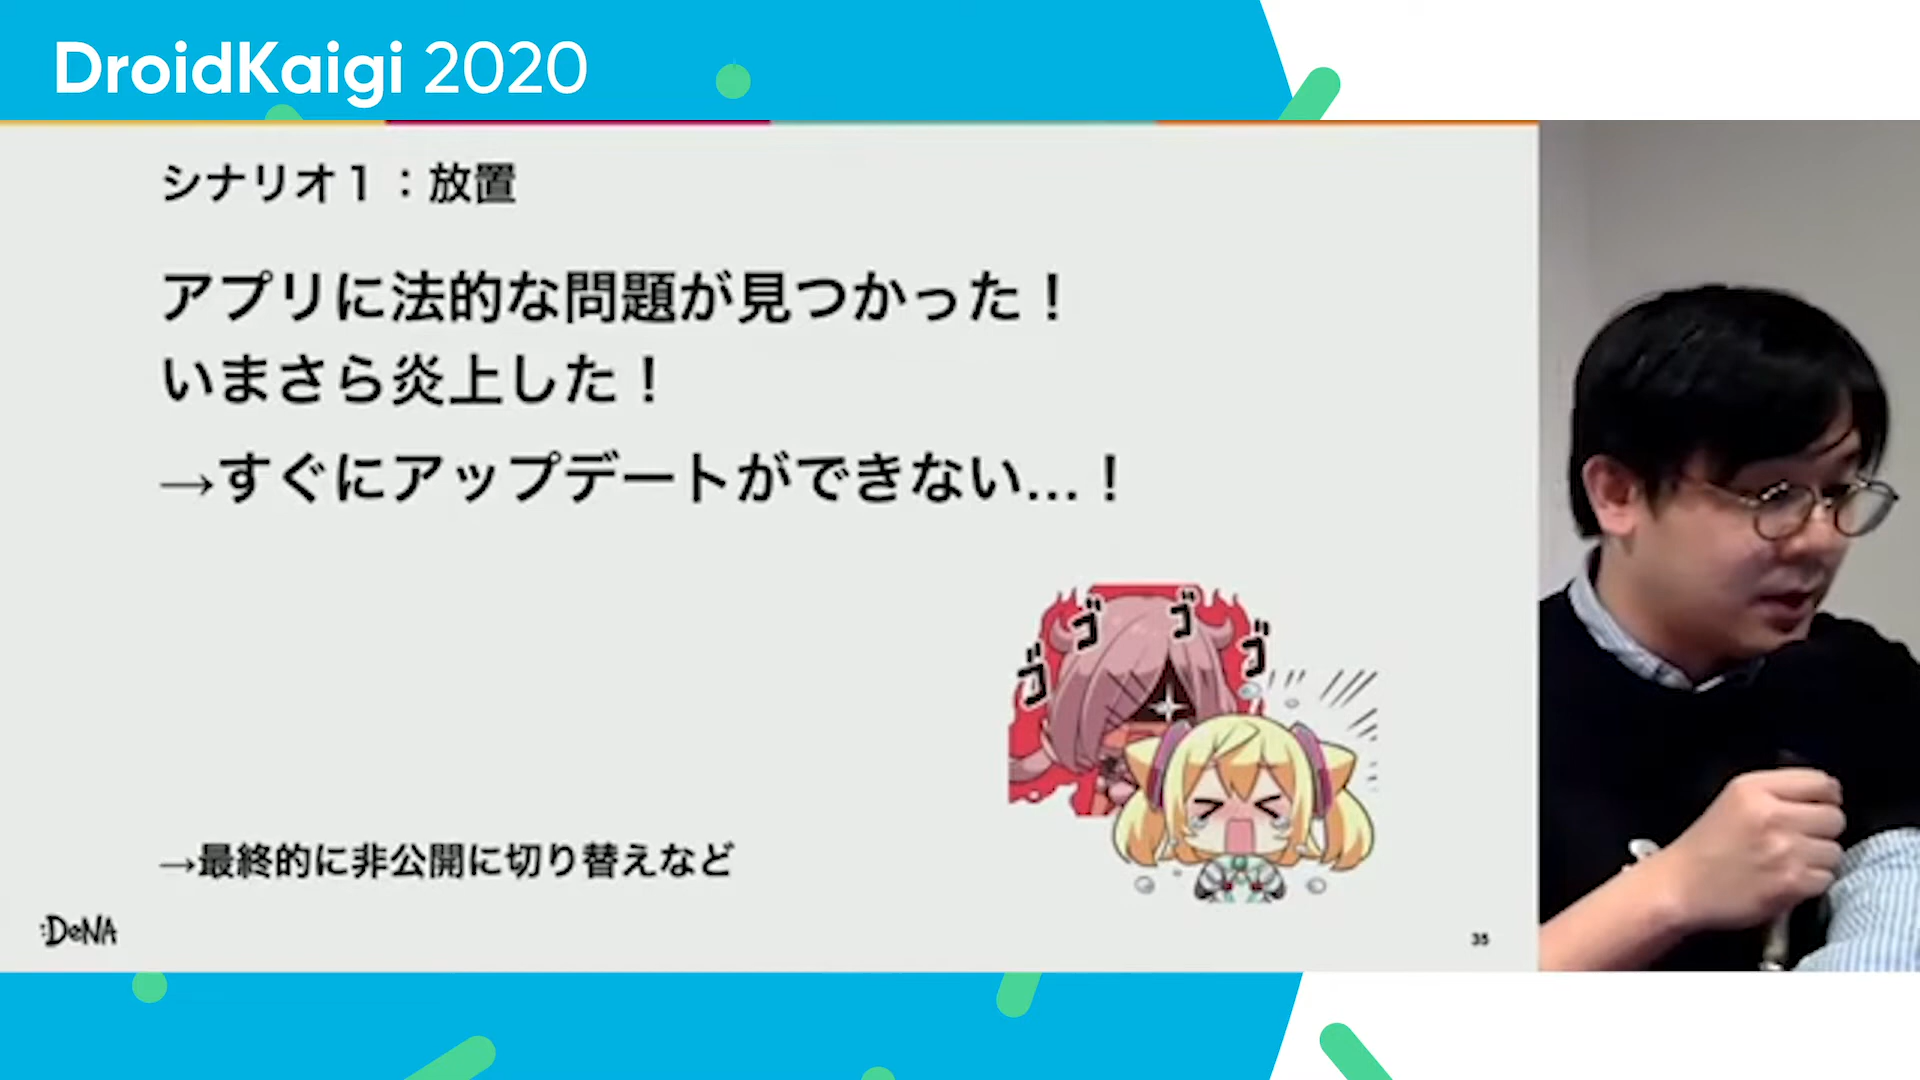 DroidKaigi 2020
シナリオ1：放置
アプリに法的な問題が見つかった！
いまさら炎上した！
→すぐにアップデートができない…！
ゴ
ゴ
ゴ
ゴ
→最終的に非公開に切り替えなど
:DeNA
35